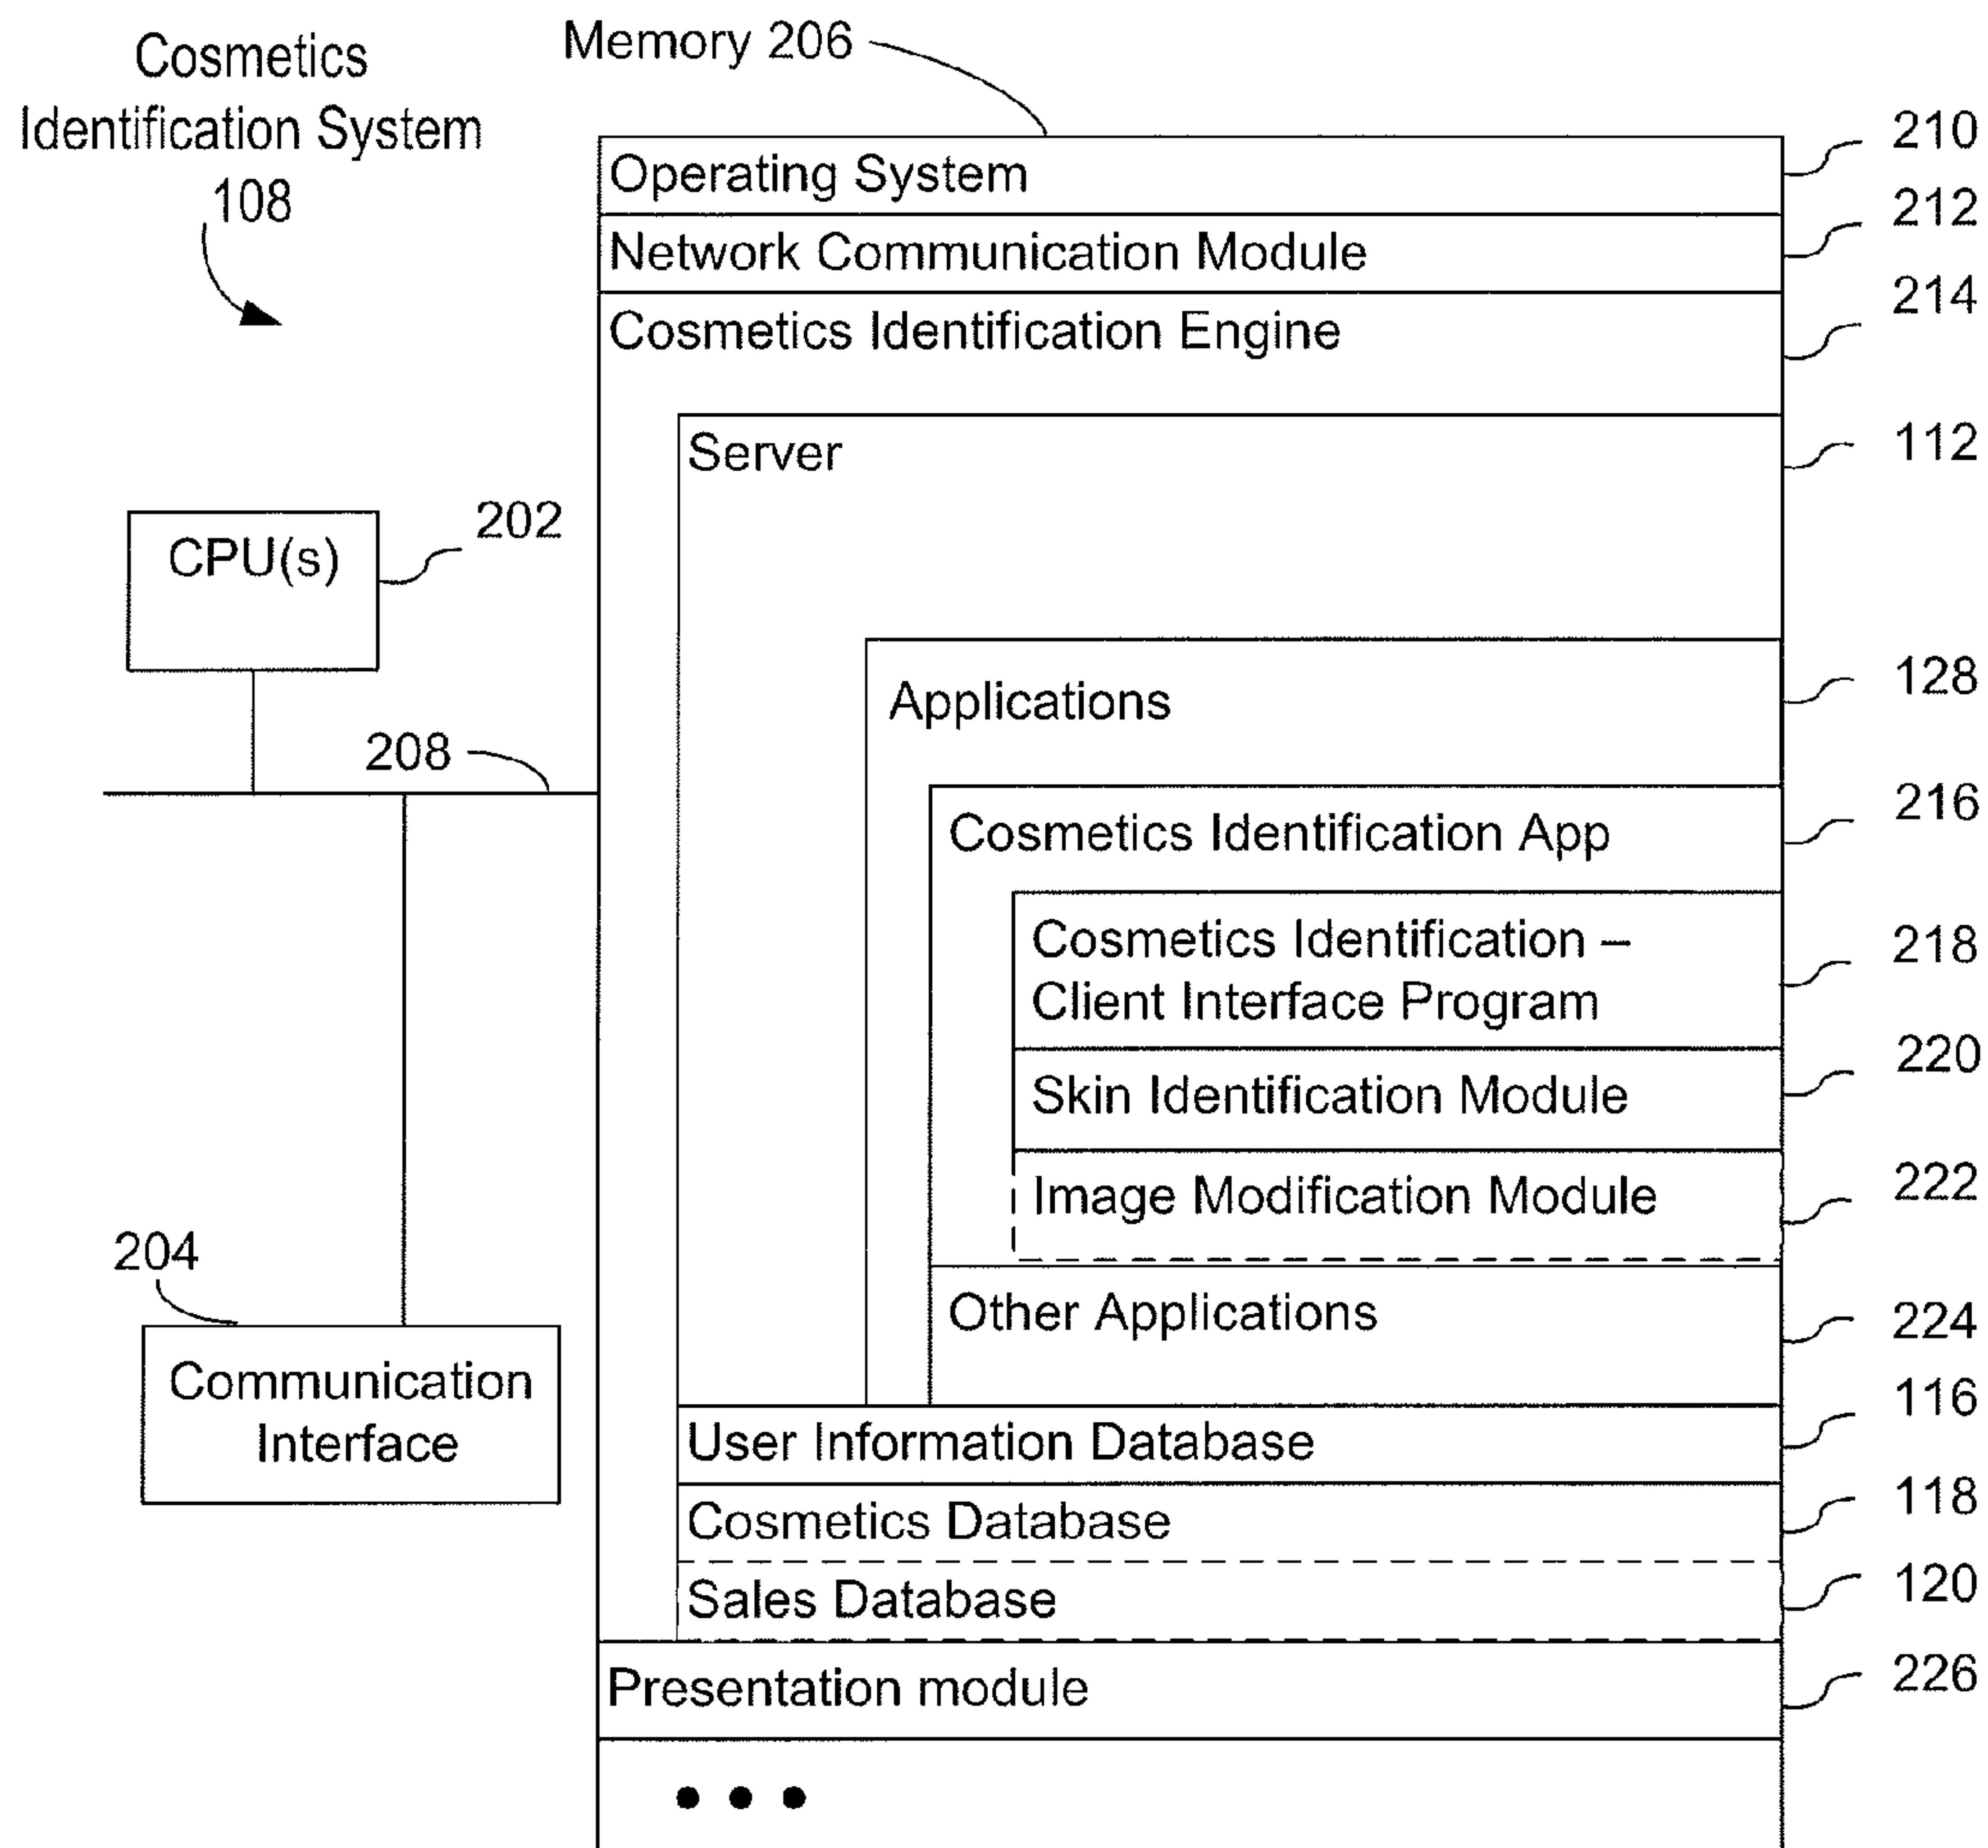 Cosmetics
Identification System
108
Memory 206
Operating System
210
Network Communication Module
212
Cosmetics Identification Engine
214
Server
112
CPU(s)
202
Applications
128
208
Cosmetics Identification App
216
Cosmetics Identification –
Client Interface Program
218
Skin Identification Module
220
Image Modification Module
222
204
Other Applications
224
Communication
Interface
User Information Database
116
Cosmetics Database
118
Sales Database
120
Presentation module
226
• • •